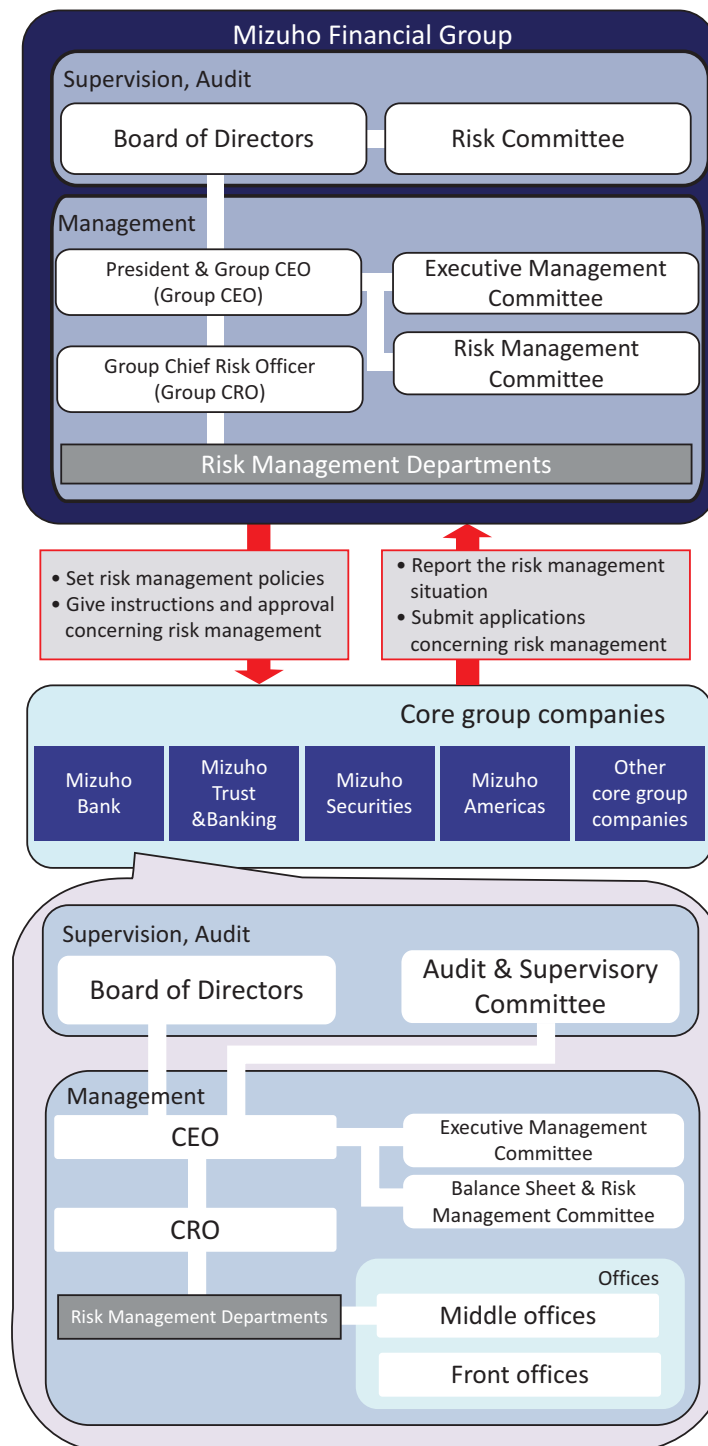 Mizuho Financial Group
Supervision, Audit
Board of Directors
Risk Committee
Management
President & Group CEO
(Group CEO)
Executive Management
Committee
Group Chief Risk Officer
(Group CRO)
Risk Management
Committee
Risk Management Departments
• Set risk management policies
• Give instructions and approval
concerning risk management
• Report the risk management
situation
• Submit applications
concerning risk management
Core group companies
Mizuho
Bank
Mizuho
Trust
&Banking
Mizuho
Securities
Mizuho
Americas
Other
core group
companies
Supervision, Audit
Board of Directors
Audit & Supervisory
Committee
Management
CEO
Executive Management
Committee
Balance Sheet & Risk
Management Committee
CRO
Risk Management Departments
Offices
Middle offices
Front offices